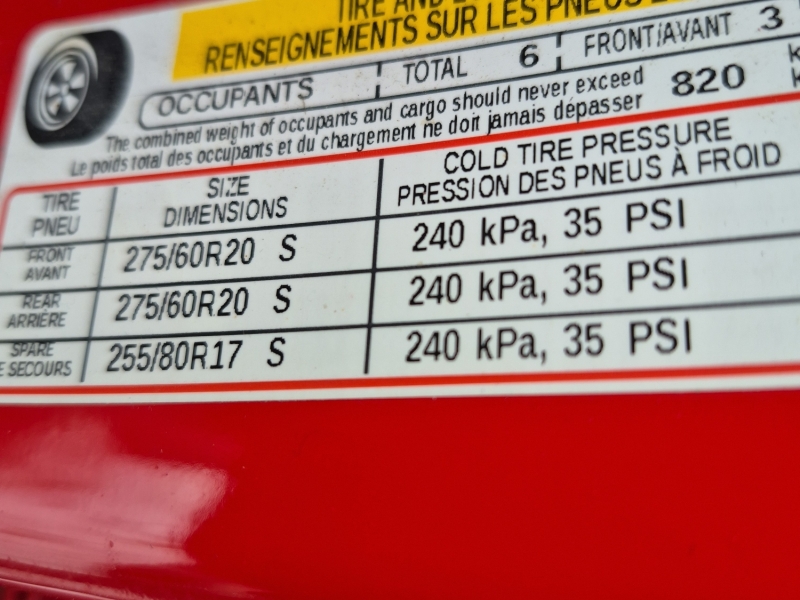 TIRE AND
RENSEIGNEMENTS SUR LES PNEUS
OCCUPANTS TOTAL 6 FRONT/AVANT 3
The combined weight of occupants and cargo should never exceed 820
Le poids total des occupants et du chargement ne doit jamais dépasser
TIRE SIZE COLD TIRE PRESSURE
PNEU DIMENSIONS PRESSION DES PNEUS À FROID
FRONT
AVANT 275/60R20 S 240 kPa, 35 PSI
REAR
ARRIÈRE 275/60R20 S 240 kPa, 35 PSI
SPARE
SECOURS 255/80R17 S 240 kPa, 35 PSI